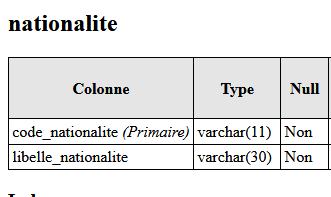 nationalite
Colonne Type Null
code_nationalite (Primaire) varchar(11) Non
libelle_nationalite varchar(30) Non